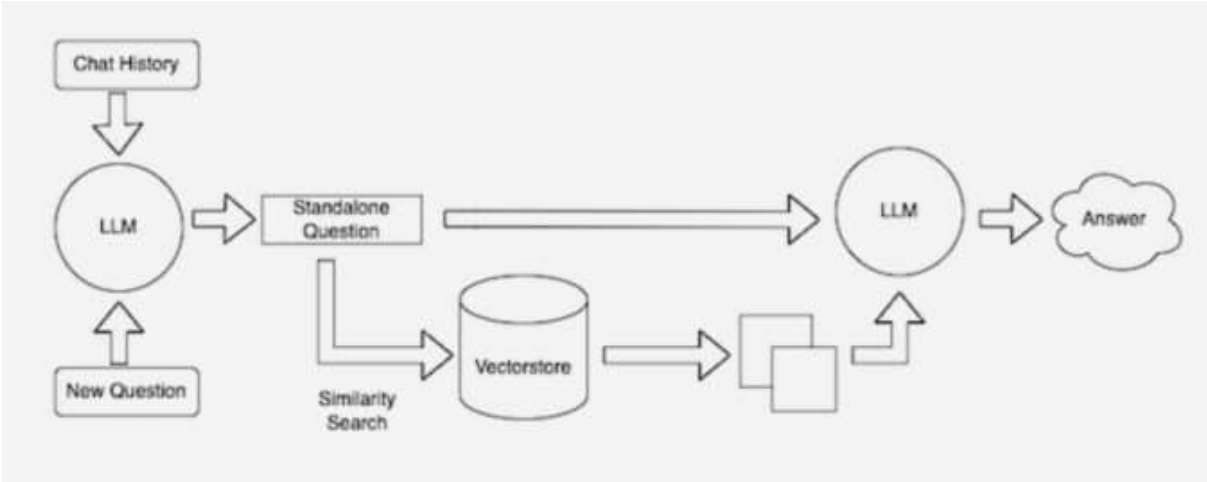 Chat History
LLM
New Question
Standalone
Question
Similarity
Search
Vectorstore
LLM
Answer